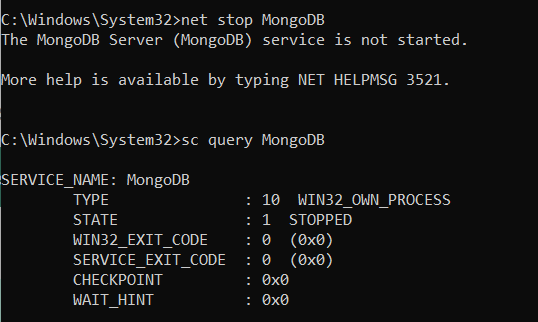 C:\Windows\System32>net stop MongoDB
The MongoDB Server (MongoDB) service is not started.
More help is available by typing NET HELPMSG 3521.
C:\Windows\System32>sc query MongoDB
SERVICE_NAME: MongoDB
        TYPE               : 10  WIN32_OWN_PROCESS
        STATE              : 1  STOPPED
        WIN32_EXIT_CODE    : 0  (0x0)
        SERVICE_EXIT_CODE  : 0  (0x0)
        CHECKPOINT         : 0x0
        WAIT_HINT          : 0x0